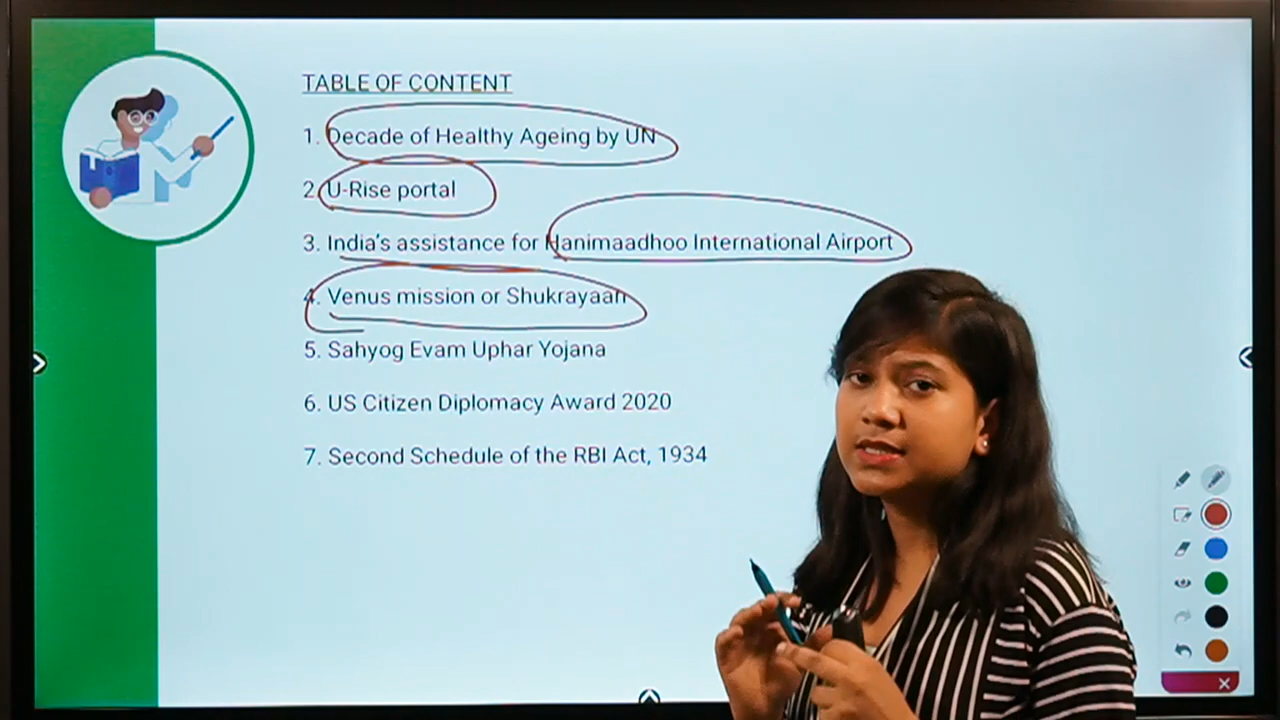 TABLE OF CONTENT
1. Decade of Healthy Ageing by UN
2. U-Rise portal
3. India's assistance for Hanimaadhoo International Airport
4. Venus mission or Shukrayaan
5. Sahyog Evam Uphar Yojana
6. US Citizen Diplomacy Award 2020
7. Second Schedule of the RBI Act, 1934